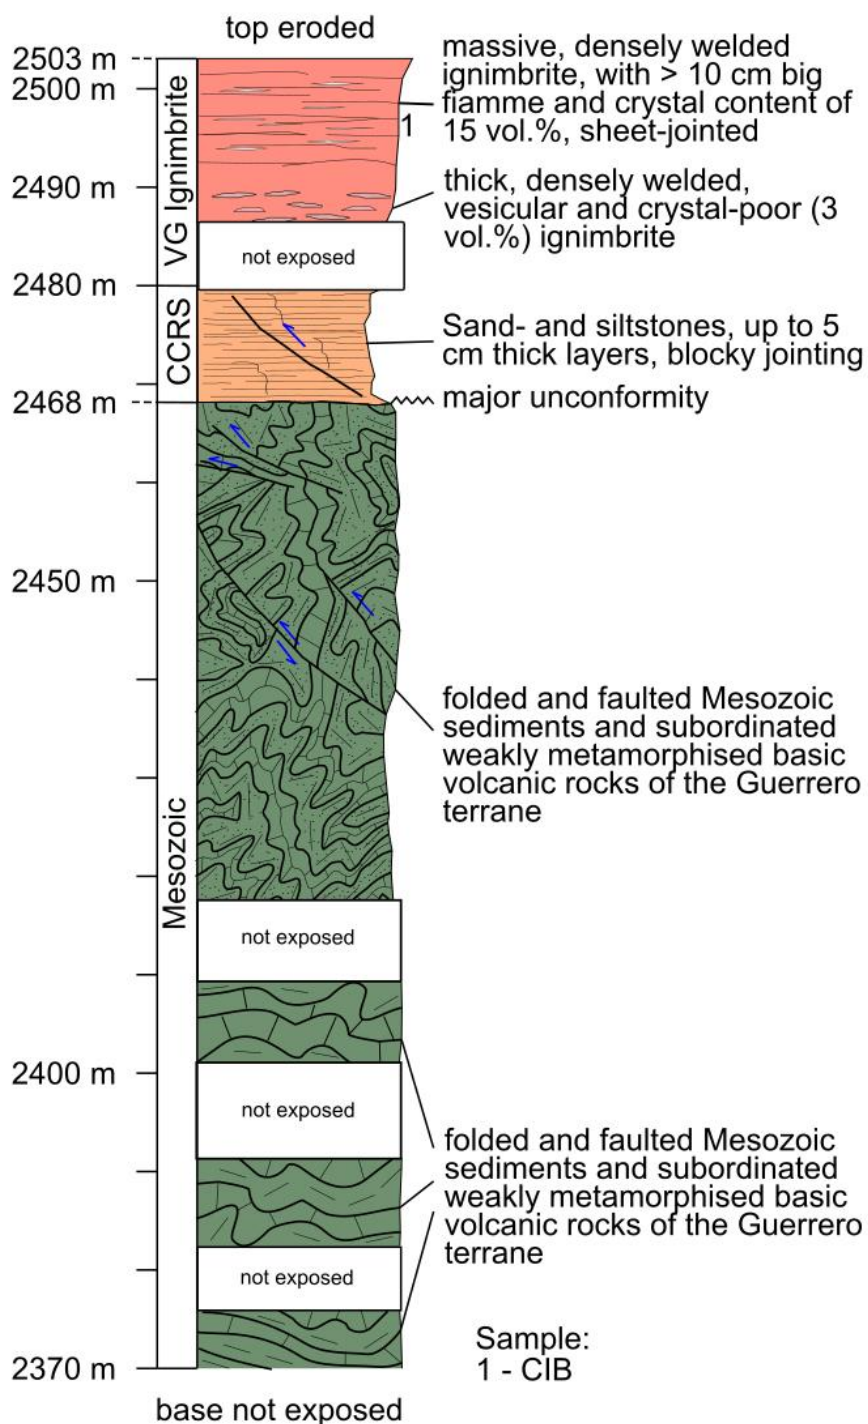 top eroded
2503 m
2500 m
2490 m
2480 m
2468 m
2450 m
2400 m
2370 m
VG Ignimbrite
CCRS
Mesozoic
1
not exposed
not exposed
not exposed
not exposed
massive, densely welded
ignimbrite, with > 10 cm big
fiamme and crystal content of
15 vol.%, sheet-jointed
thick, densely welded,
vesicular and crystal-poor (3
vol.%) ignimbrite
Sand- and siltstones, up to 5
cm thick layers, blocky jointing
major unconformity
folded and faulted Mesozoic
sediments and subordinated
weakly metamorphised basic
volcanic rocks of the Guerrero
terrane
folded and faulted Mesozoic
sediments and subordinated
weakly metamorphised basic
volcanic rocks of the Guerrero
terrane
Sample:
1 - CIB
base not exposed